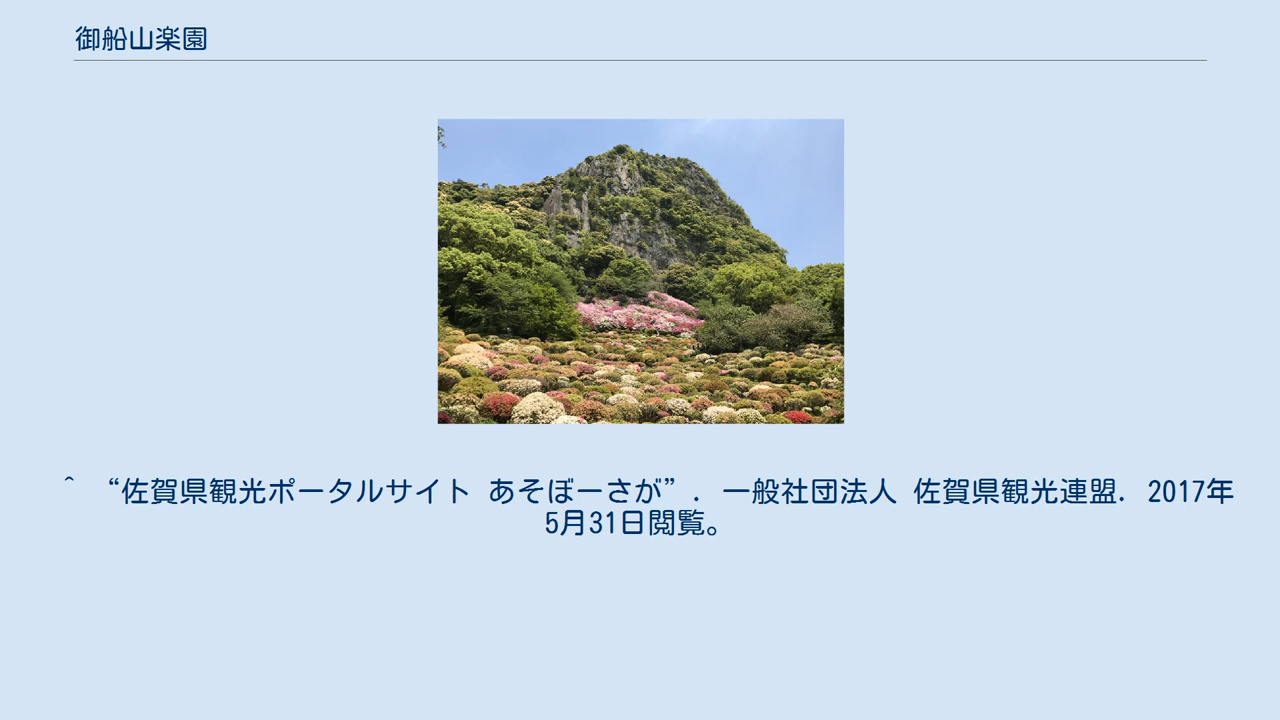 御船山楽園
^ “佐賀県観光ポータルサイト あそぼーさが”. 一般社団法人 佐賀県観光連盟. 2017年
5月31日閲覧。